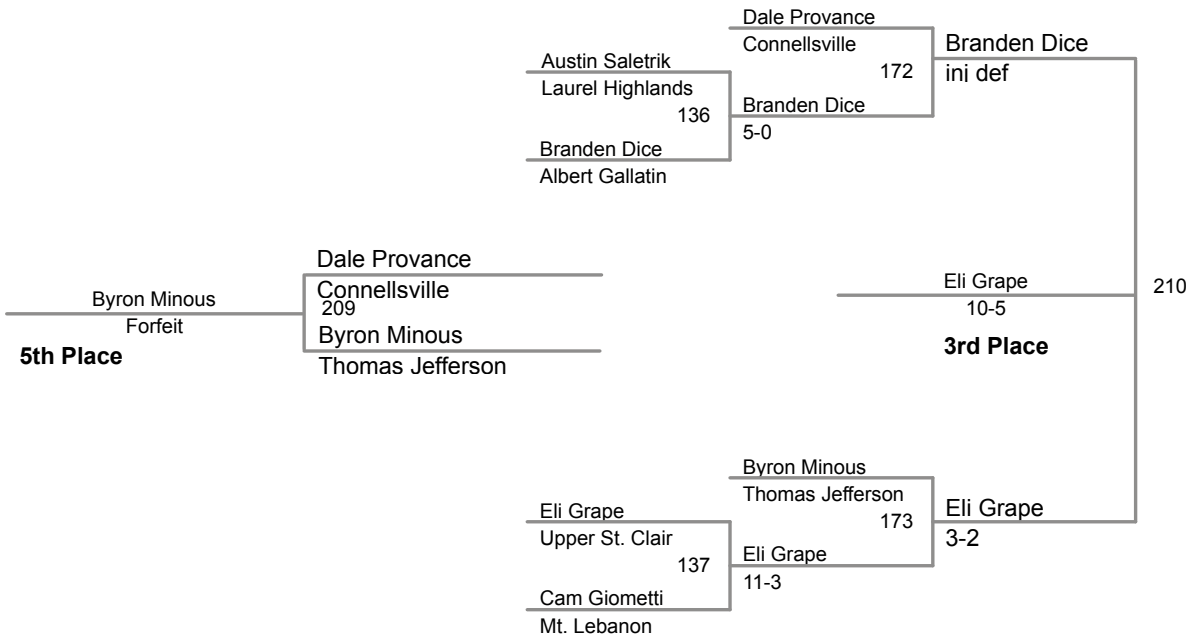 Dale Provance
Connellsville
172
Branden Dice
ini def
Austin Saletrik
Laurel Highlands
136
Branden Dice
5-0
Branden Dice
Albert Gallatin
Dale Provance
Connellsville
209
Byron Minous
Forfeit
5th Place
Byron Minous
Thomas Jefferson
Eli Grape
10-5
3rd Place
210
Byron Minous
Thomas Jefferson
173
Eli Grape
3-2
Eli Grape
Upper St. Clair
137
Eli Grape
11-3
Cam Giometti
Mt. Lebanon